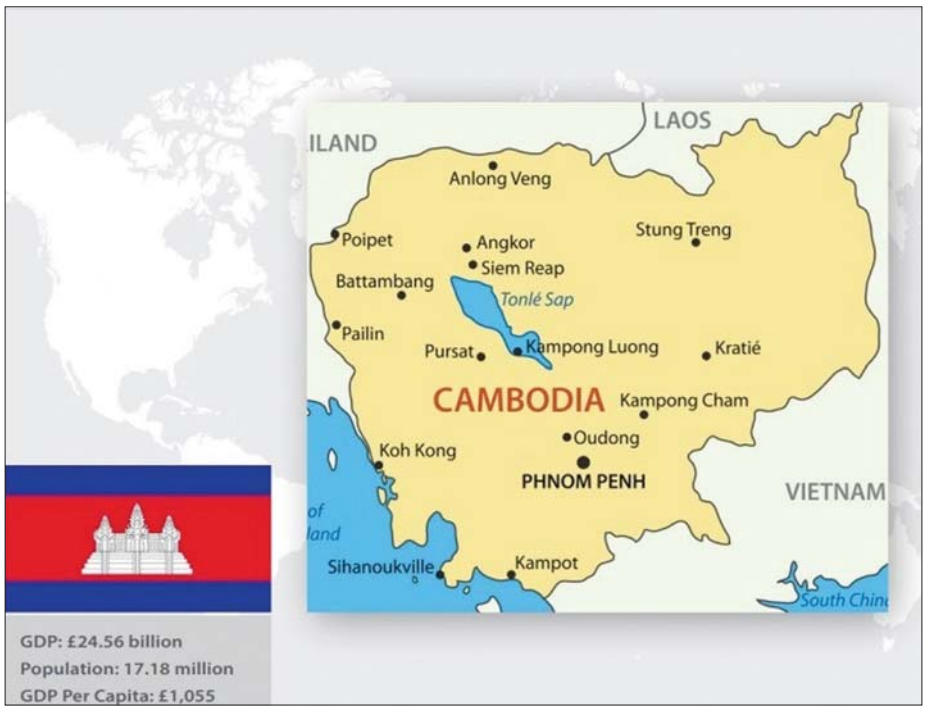 LAOS
ILAND
Anlong Veng
Stung Treng
Poipet
Angkor
Siem Reap
Battambang
Tonlé Sap
Pailin
Pursat
Kampong Luong
Kratié
CAMBODIA
Kampong Cham
Oudong
Koh Kong
PHNOM PENH
VIETNAM
of
land
Sihanoukville
Kampot
South Chin
GDP: £24.56 billion
Population: 17.18 million
GDP Per Capita: £1,055